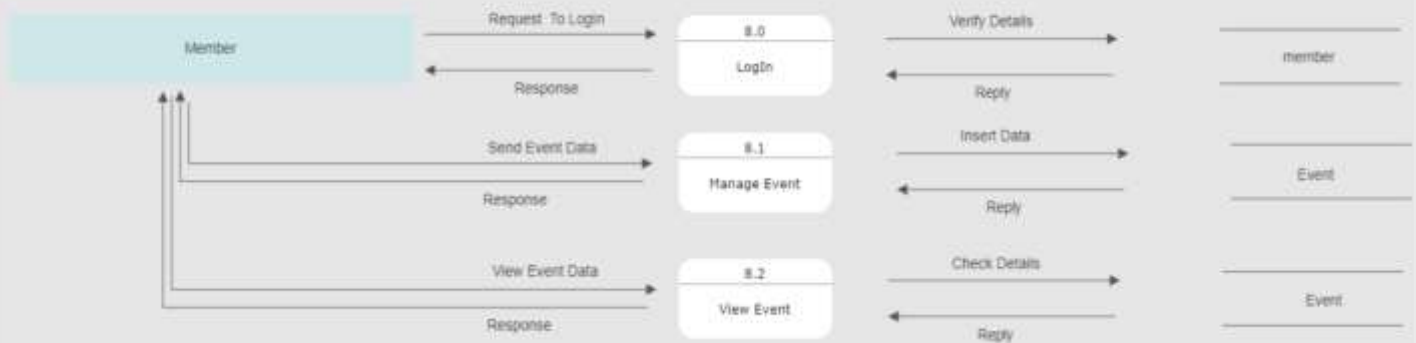 Request To Login
Verify Details
8.0
Member
LogIn
member
Response
Reply
Send Event Data
8.1
Insert Data
Manage Event
Event
Response
Reply
View Event Data
8.2
Check Details
View Event
Event
Response
Reply